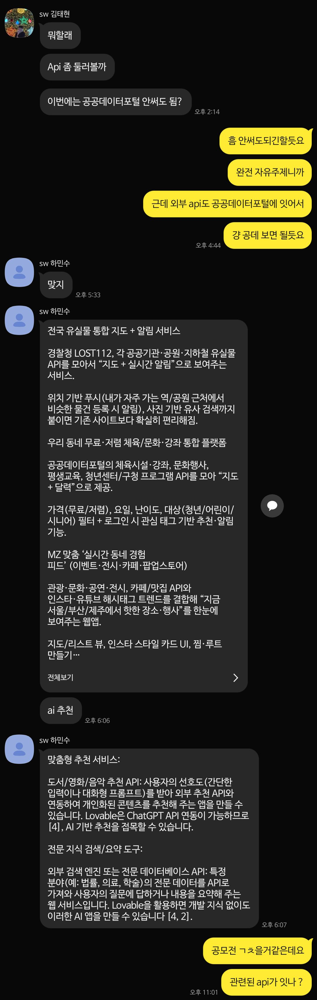 sw 김태현
뭐할래
Api 좀 둘러볼까
이번에는 공공데이터포털 안써도 됨?
오후 2:14
흠 안써도되긴할듯요
완전 자유주제니까
근데 외부 api도 공공데이터포털에 잇어서
걍 공데 보면 될듯요
오후 4:44
sw 하민수
맞지
오후 5:33
sw 하민수
전국 유실물 통합 지도 + 알림 서비스
경찰청 LOST112, 각 공공기관·공원·지하철 유실물
API를 모아서 “지도 + 실시간 알림”으로 보여주는
서비스.
위치 기반 푸시(내가 자주 가는 역/공원 근처에서
비슷한 물건 등록 시 알림), 사진 기반 유사 검색까지
붙이면 기존 사이트보다 확실히 편리해짐.
우리 동네 무료·저렴 체육/문화·강좌 통합 플랫폼
공공데이터포털의 체육시설·강좌, 문화행사,
평생교육, 청년센터/구청 프로그램 API를 모아 “지도
+ 달력”으로 제공.
가격(무료/저렴), 요일, 난이도, 대상(청년/어린이/
시니어) 필터 + 로그인 시 관심 태그 기반 추천·알림
기능.
MZ 맞춤 ‘실시간 동네 경험
피드’ (이벤트·전시·카페·팝업스토어)
관광·문화·공연·전시, 카페/맛집 API와
인스타·유튜브 해시태그 트렌드를 결합해 “지금
서울/부산/제주에서 핫한 장소·행사”를 한눈에
보여주는 웹앱.
지도/리스트 뷰, 인스타 스타일 카드 UI, 찜·루트
만들기…
전체보기
ai 추천
오후 6:06
sw 하민수
맞춤형 추천 서비스:
도서/영화/음악 추천 API: 사용자의 선호도(간단한
입력이나 대화형 프롬프트)를 받아 외부 추천 API와
연동하여 개인화된 콘텐츠를 추천해 주는 앱을 만들 수
있습니다. Lovable은 ChatGPT API 연동이 가능하므로
[4], AI 기반 추천을 접목할 수 있습니다.
전문 지식 검색/요약 도구:
외부 검색 엔진 또는 전문 데이터베이스 API: 특정
분야(예: 법률, 의료, 학술)의 전문 데이터를 API로
가져와 사용자의 질문에 답하거나 내용을 요약해 주는
웹 서비스입니다. Lovable을 활용하면 개발 지식 없이도
이러한 AI 앱을 만들 수 있습니다 [4, 2].
오후 6:07
공모전 ㄱㅊ을거같은데요
관련된 api가 잇나 ?
오후 11:01